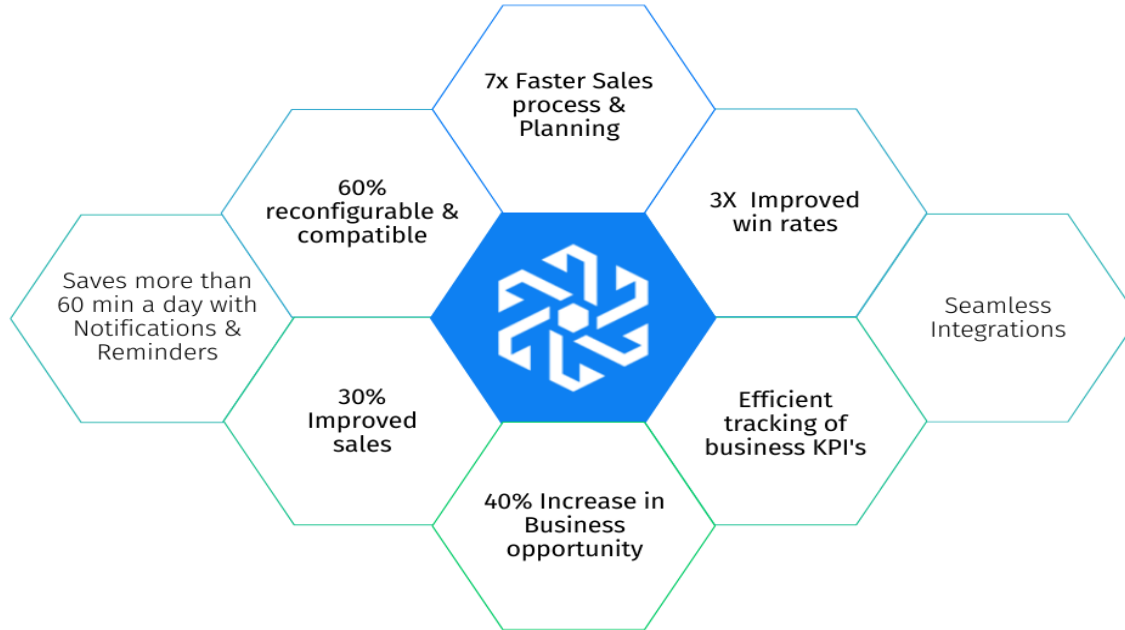 7x Faster Sales
process &
Planning
60%
reconfigurable &
compatible
3X  Improved
win rates
Saves more than
60 min a day with
Notifications &
Reminders
Seamless
Integrations
30%
Improved
sales
Efficient
tracking of
business KPI's
40% Increase in
Business
opportunity